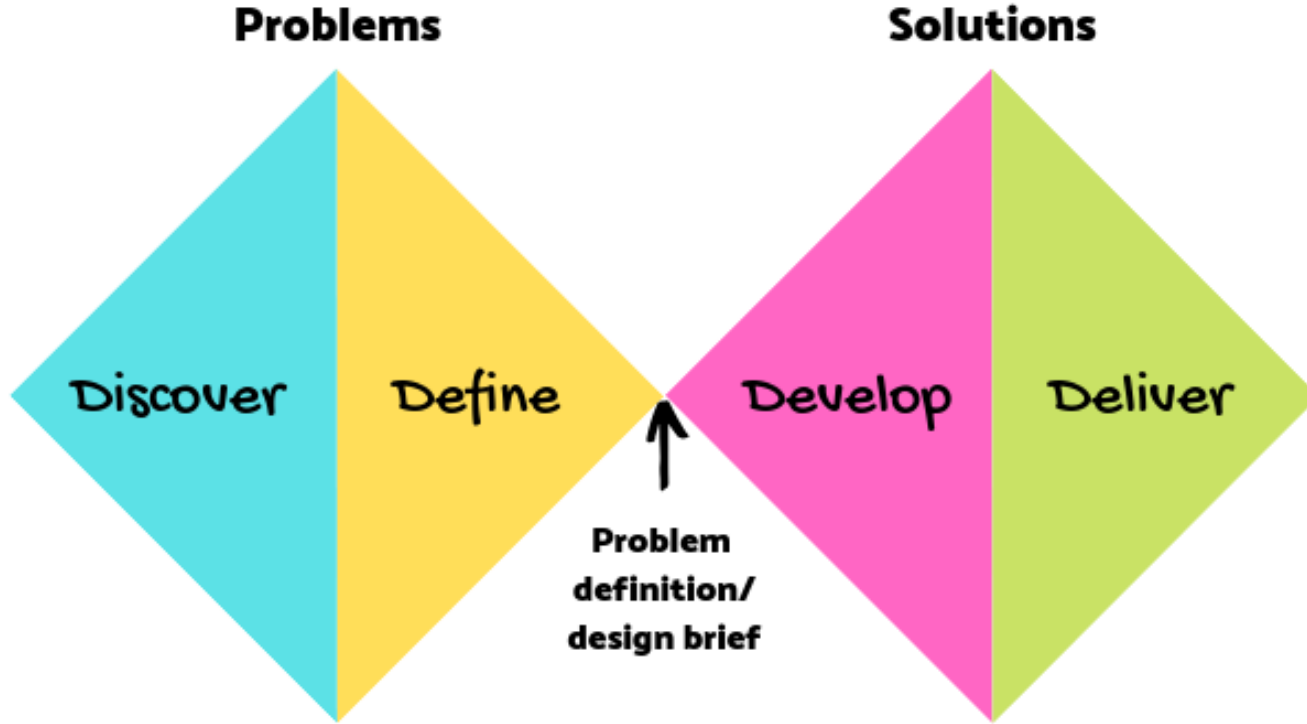 Problems
Solutions
Discover
Define
Develop
Deliver
Problem
definition/
design brief